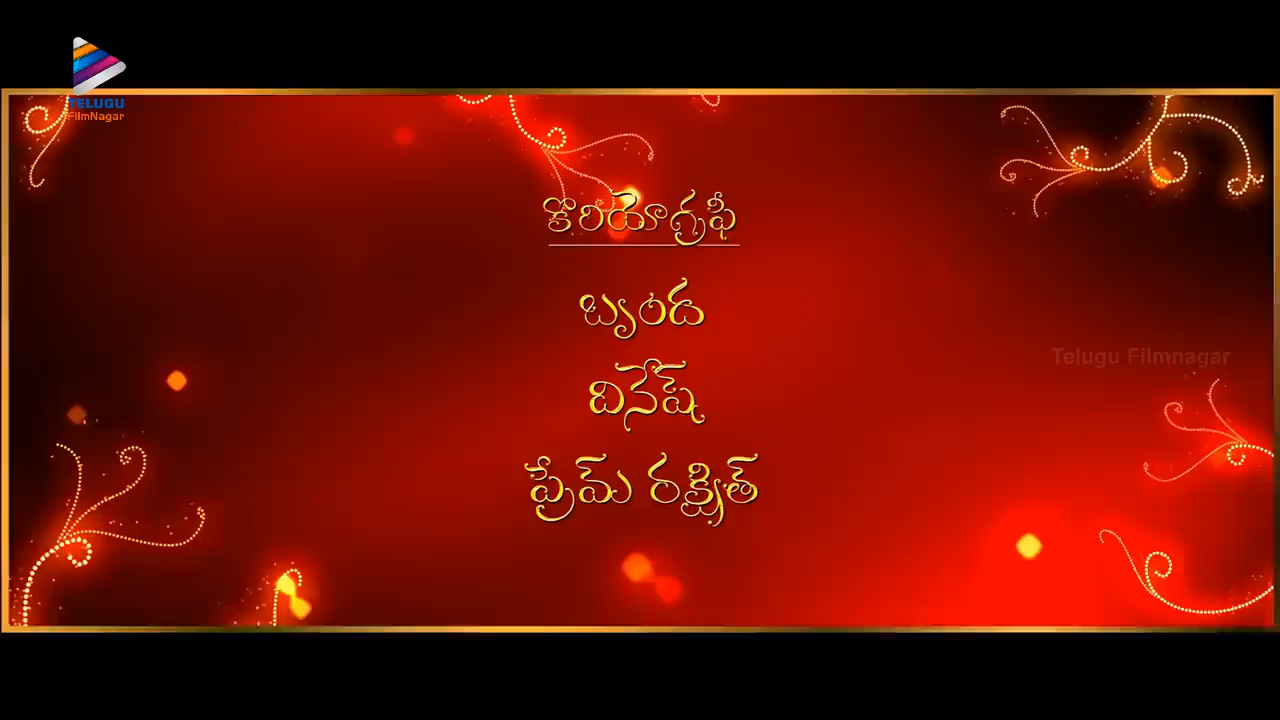 TELUGU
FilmNagar
కొరియోగ్రఫీ
బృంద
దినేష్
Telugu Filmnagar
ప్రేమ్ రక్షిత్